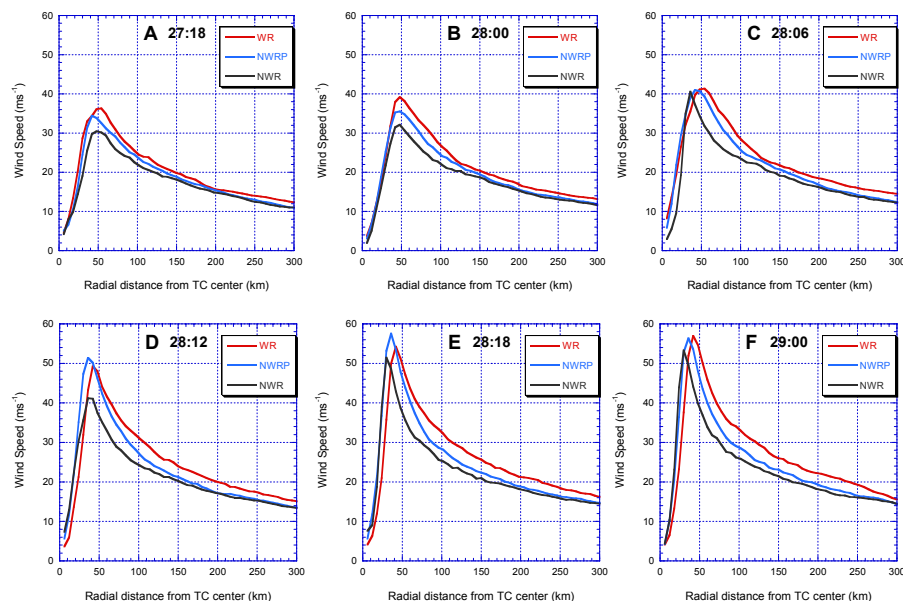 A 27:18
WR
NWRP
NWR
Wind Speed (ms-1)
60
50
40
30
20
10
0
0 50 100 150 200 250 300
Radial distance from TC center (km)
B 28:00
WR
NWRP
NWR
Wind Speed (ms-1)
60
50
40
30
20
10
0
0 50 100 150 200 250 300
Radial distance from TC center (km)
C 28:06
WR
NWRP
NWR
Wind Speed (ms-1)
60
50
40
30
20
10
0
0 50 100 150 200 250 300
Radial distance from TC center (km)
D 28:12
WR
NWRP
NWR
Wind Speed (ms-1)
60
50
40
30
20
10
0
0 50 100 150 200 250 300
Radial distance from TC center (km)
E 28:18
WR
NWRP
NWR
Wind Speed (ms-1)
60
50
40
30
20
10
0
0 50 100 150 200 250 300
Radial distance from TC center (km)
F 29:00
WR
NWRP
NWR
Wind Speed (ms-1)
60
50
40
30
20
10
0
0 50 100 150 200 250 300
Radial distance from TC center (km)